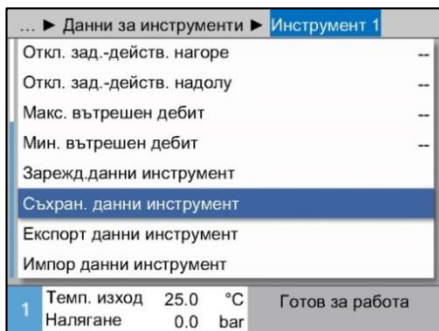 ... ► Данни за инструменти ► Инструмент 1
Откл. зад.-действ. нагоре --
Откл. зад.-действ. надолу --
Макс. вътрешен дебит --
Мин. вътрешен дебит --
Зарежд.данни инструмент
Съхран. данни инструмент
Експорт данни инструмент
Импор данни инструмент
1 Темп. изход 25.0 °C Готов за работа
Налягане 0.0 bar